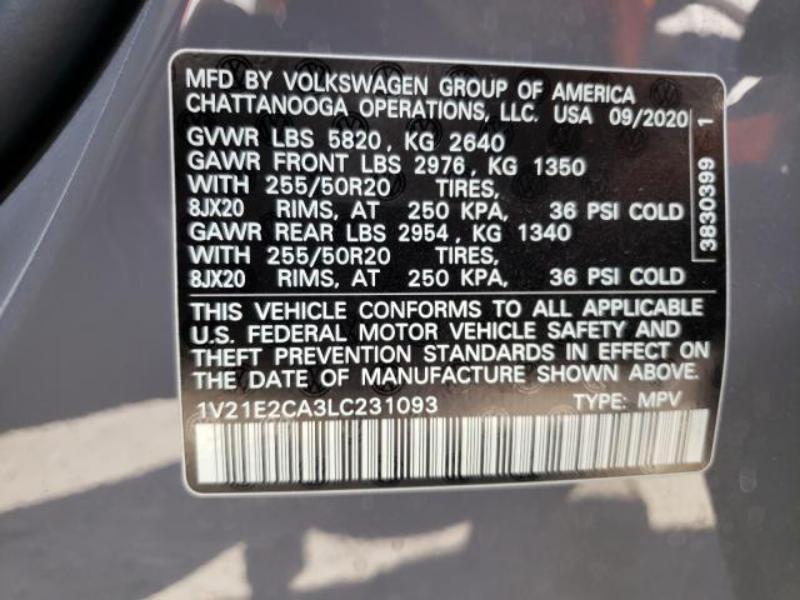 MFD BY VOLKSWAGEN GROUP OF AMERICA
CHATTANOOGA OPERATIONS, LLC. USA 09/2020
GVWR LBS 5820, KG 2640
GAWR FRONT LBS 2976, KG 1350
WITH 255/50R20 TIRES,
8JX20 RIMS, AT 250 KPA, 36 PSI COLD
GAWR REAR LBS 2954, KG 1340
WITH 255/50R20 TIRES,
8JX20 RIMS, AT 250 KPA, 36 PSI COLD
THIS VEHICLE CONFORMS TO ALL APPLICABLE
U.S. FEDERAL MOTOR VEHICLE SAFETY AND
THEFT PREVENTION STANDARDS IN EFFECT ON
THE DATE OF MANUFACTURE SHOWN ABOVE.
1V21E2CA3LC231093 TYPE: MPV
3830399 1